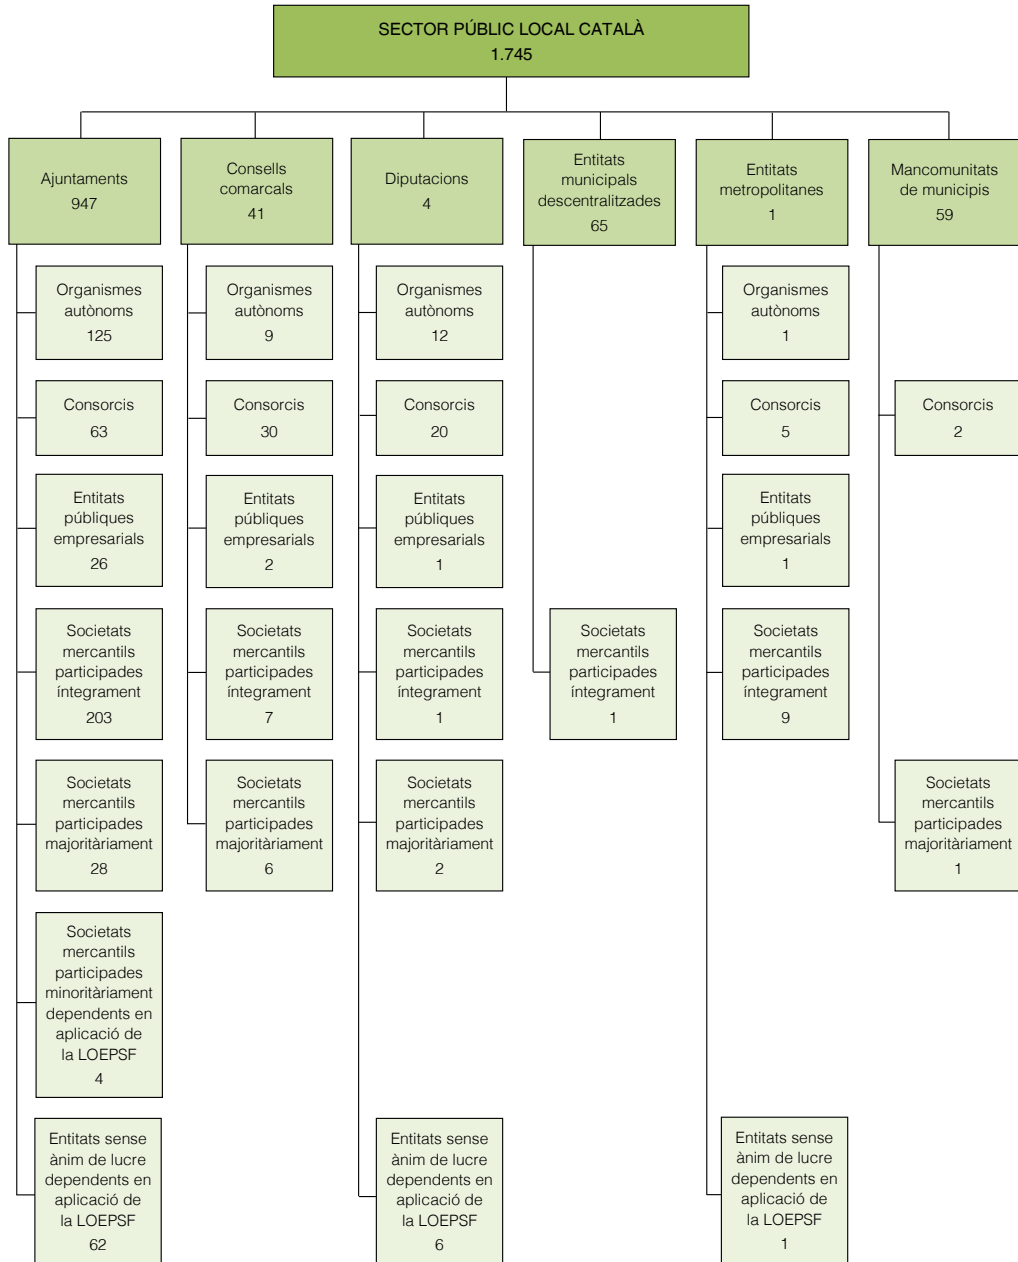 SECTOR PÚBLIC LOCAL CATALÀ
1.745
Ajuntaments
947
Consells
comarcals
41
Diputacions
4
Entitats
municipals
descentralitzades
65
Entitats
metropolitanes
1
Mancomunitats
de municipis
59
Organismes
autònoms
125
Organismes
autònoms
9
Organismes
autònoms
12
Organismes
autònoms
1
Consorcis
63
Consorcis
30
Consorcis
20
Consorcis
5
Consorcis
2
Entitats
públiques
empresarials
26
Entitats
públiques
empresarials
2
Entitats
públiques
empresarials
1
Entitats
públiques
empresarials
1
Societats
mercantils
participades
íntegrament
203
Societats
mercantils
participades
íntegrament
7
Societats
mercantils
participades
íntegrament
1
Societats
mercantils
participades
íntegrament
1
Societats
mercantils
participades
íntegrament
9
Societats
mercantils
participades
majoritàriament
28
Societats
mercantils
participades
majoritàriament
6
Societats
mercantils
participades
majoritàriament
2
Societats
mercantils
participades
majoritàriament
1
Societats
mercantils
participades
minoritàriament
dependents en
aplicació de
la LOEPSF
4
Entitats sense
ànim de lucre
dependents en
aplicació de
la LOEPSF
62
Entitats sense
ànim de lucre
dependents en
aplicació de
la LOEPSF
6
Entitats sense
ànim de lucre
dependents en
aplicació de
la LOEPSF
1